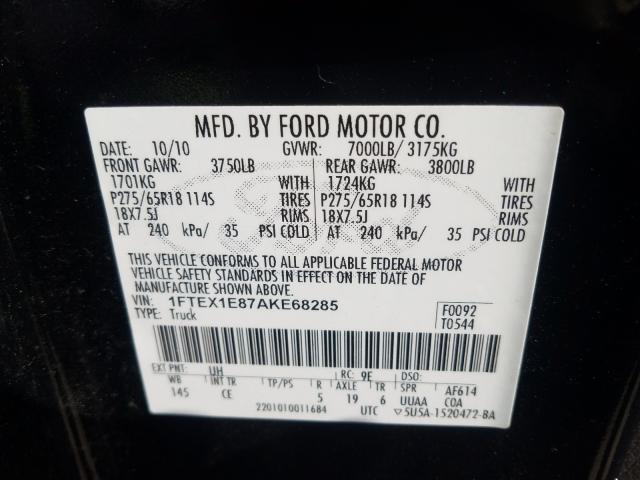 MFD. BY FORD MOTOR CO.
DATE: 10/10 GVWR: 7000LB/ 3175KG
FRONT GAWR: 3750LB REAR GAWR: 3800LB
1701KG WITH 1724KG WITH
P275/65R18 114S TIRES P275/65R18 114S TIRES
18X7.5J RIMS 18X7.5J RIMS
AT 240 kPa/ 35 PSI COLD AT 240 kPa/ 35 PSI COLD
THIS VEHICLE CONFORMS TO ALL APPLICABLE FEDERAL MOTOR
VEHICLE SAFETY STANDARDS IN EFFECT ON THE DATE OF
MANUFACTURE SHOWN ABOVE.
VIN: 1FTEX1E87AKE68285 F0092
TYPE: Truck T0544
EXT PNT: UH RC: 9F DSO:
WB INT TR TP/PS R AXLE TR SPR AF614
145 CE 5 19 6 UUAA COA
2201010011684 UTC 5U5A-1520472-BA